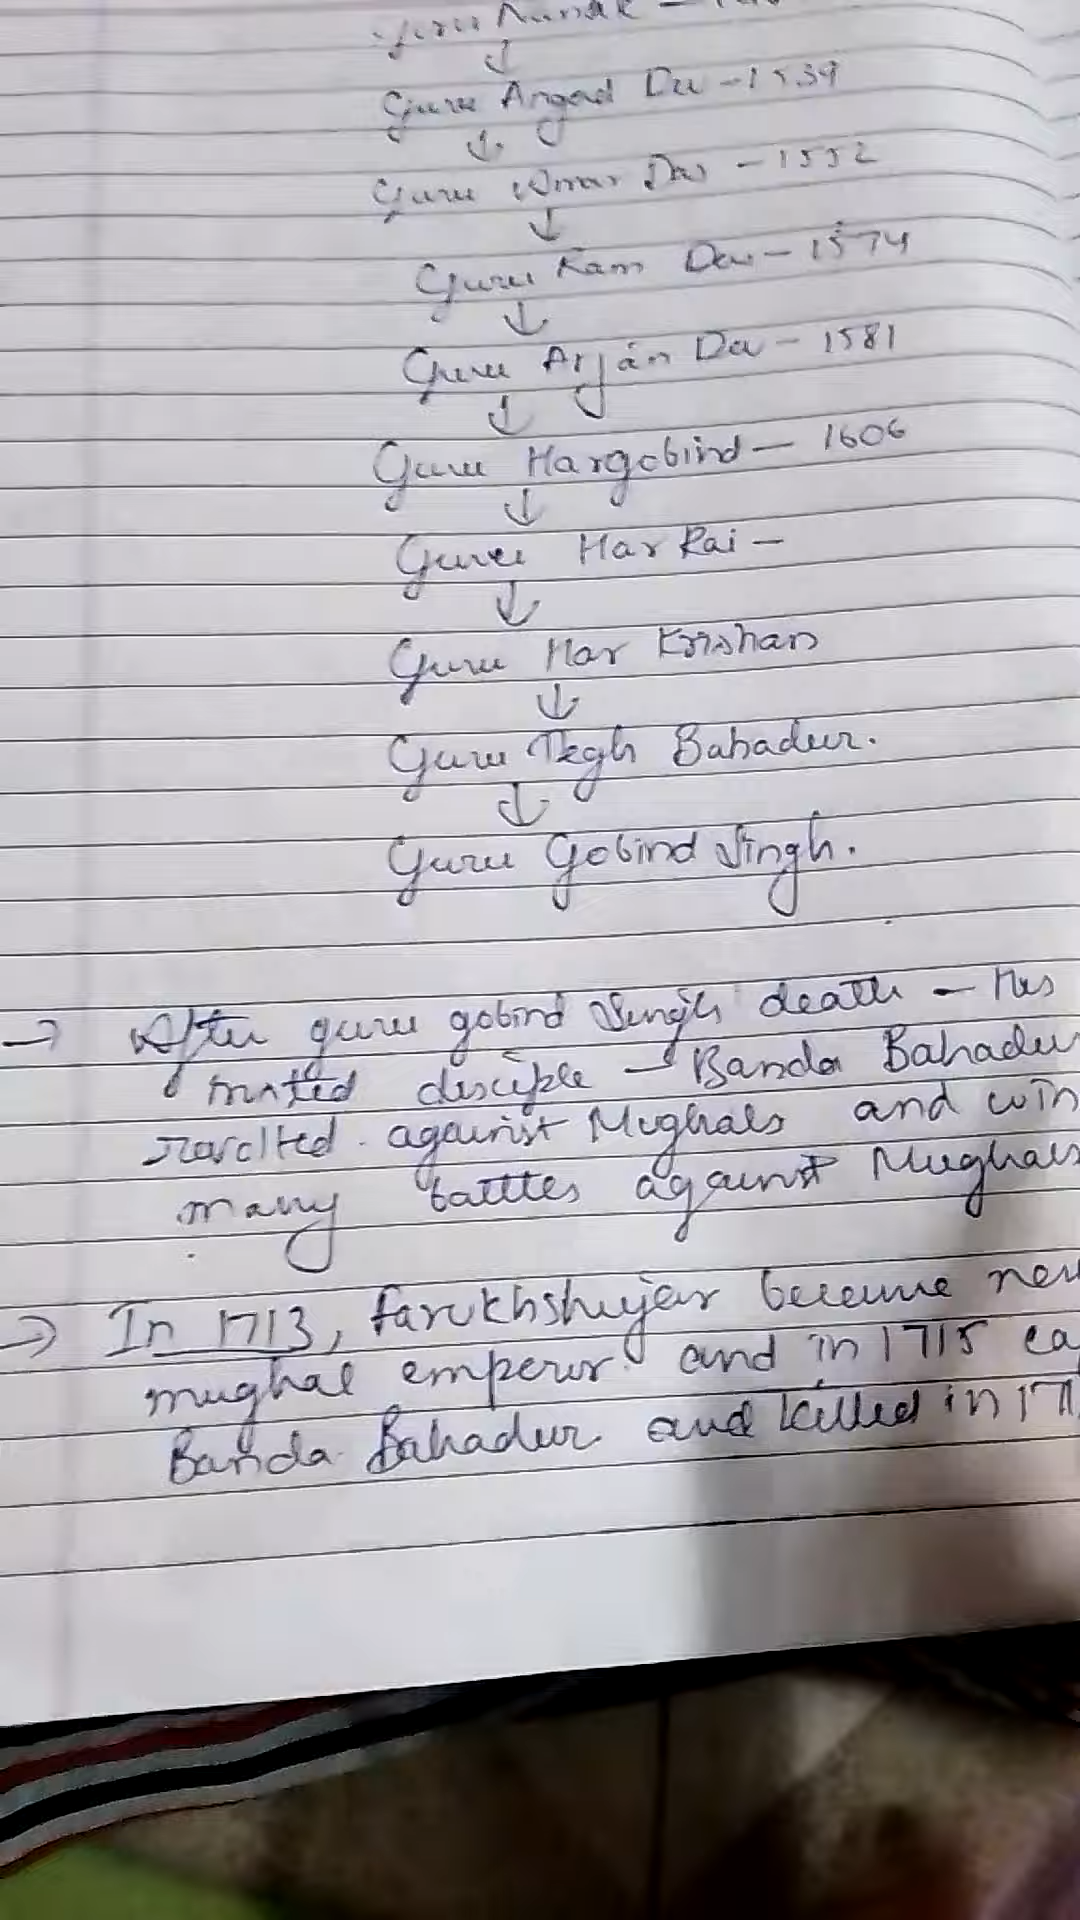 Guru Nanak -
↓
Guru Angad Dev - 1539
↓
Guru Amar Das - 1552
↓
Guru Ram Das - 1574
↓
Guru Arjan Dev - 1581
↓
Guru Hargobind - 1606
↓
Guru Har Rai -
↓
Guru Har Krishan
↓
Guru Tegh Bahadur.
↓
Guru Gobind Singh.
→ After guru gobind Singh death - His
trusted disciple → Banda Bahadur
revolted against Mughals and win
many battles against Mughals
→ In 1713, farukhshiyar became new
mughal emperor and in 1715
Banda Bahadur and killed in